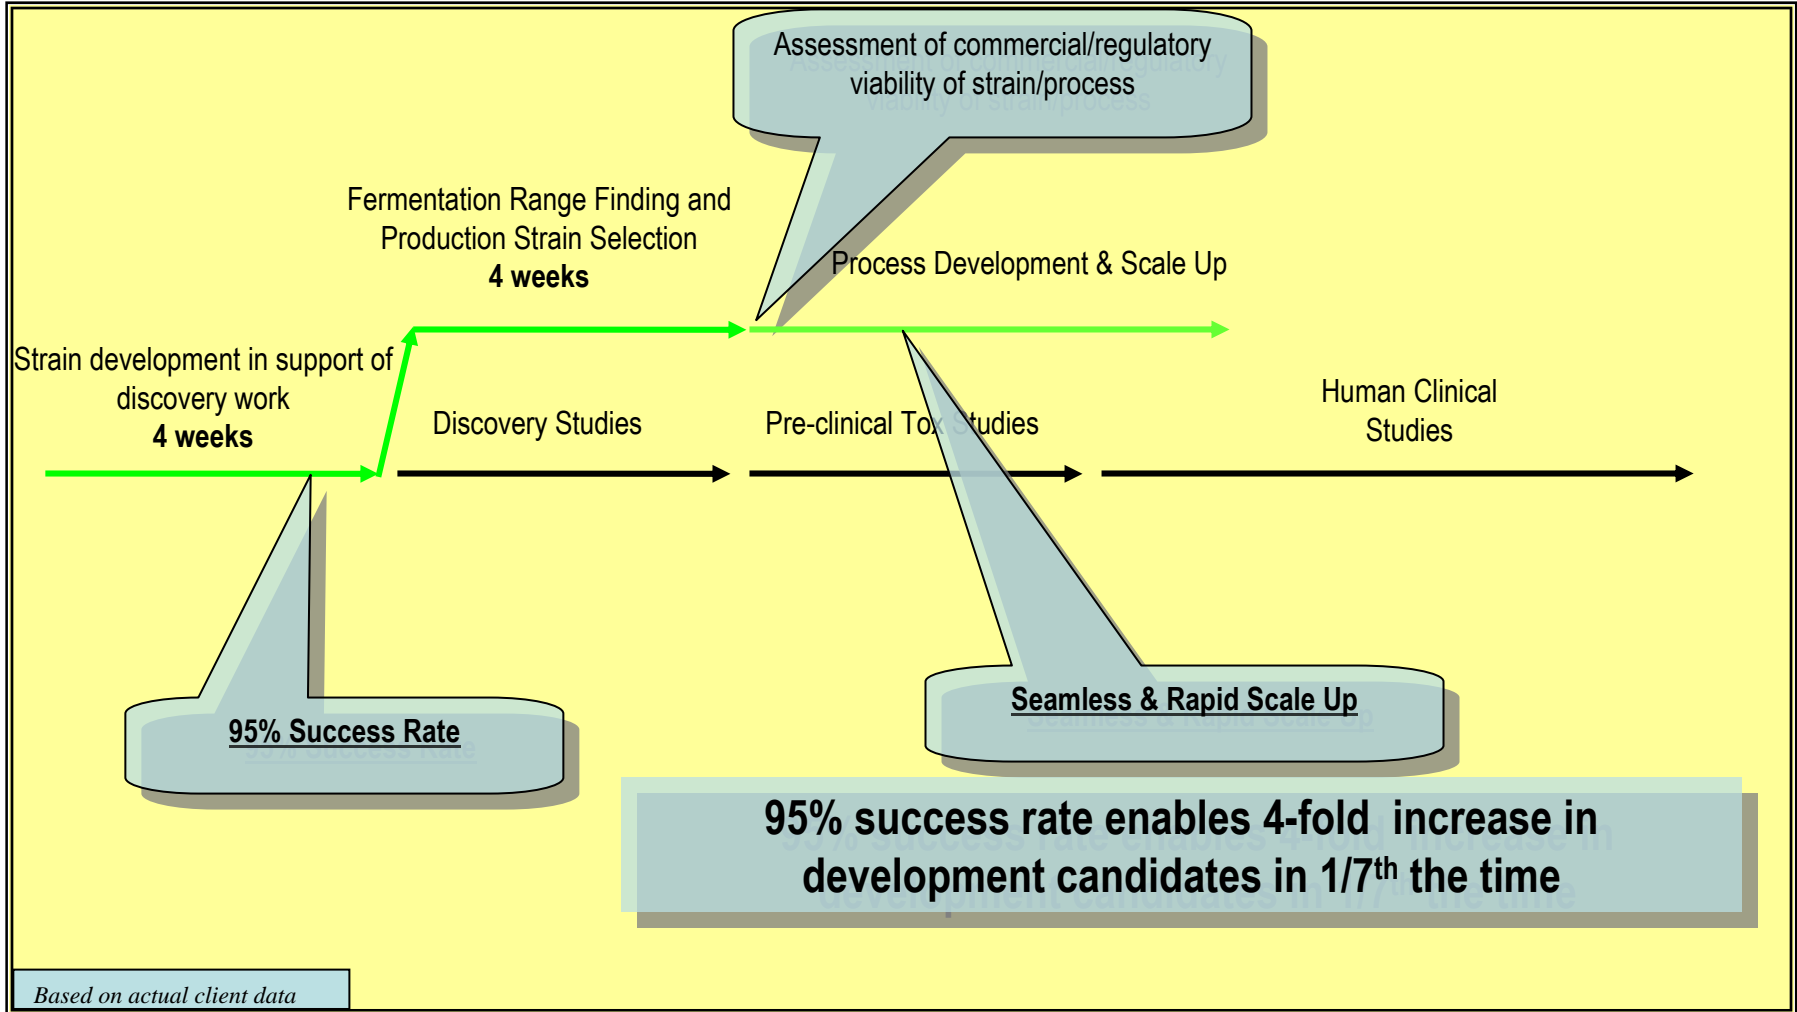 Assessment of commercial/regulatory
viability of strain/process
Fermentation Range Finding and
Production Strain Selection
4 weeks
Process Development & Scale Up
Strain development in support of
discovery work
4 weeks
Discovery Studies
Pre-clinical Tox Studies
Human Clinical
Studies
95% Success Rate
Seamless & Rapid Scale Up
95% success rate enables 4-fold increase in
development candidates in 1/7th the time
Based on actual client data